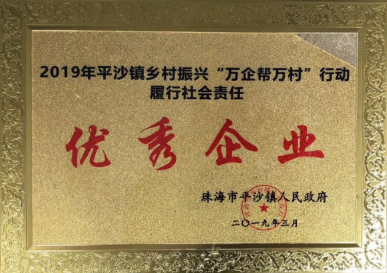 2019年平沙镇乡村振兴“万企帮万村”行动
履行社会责任
优秀企业
珠海市平沙镇人民政府
二〇一九年三月